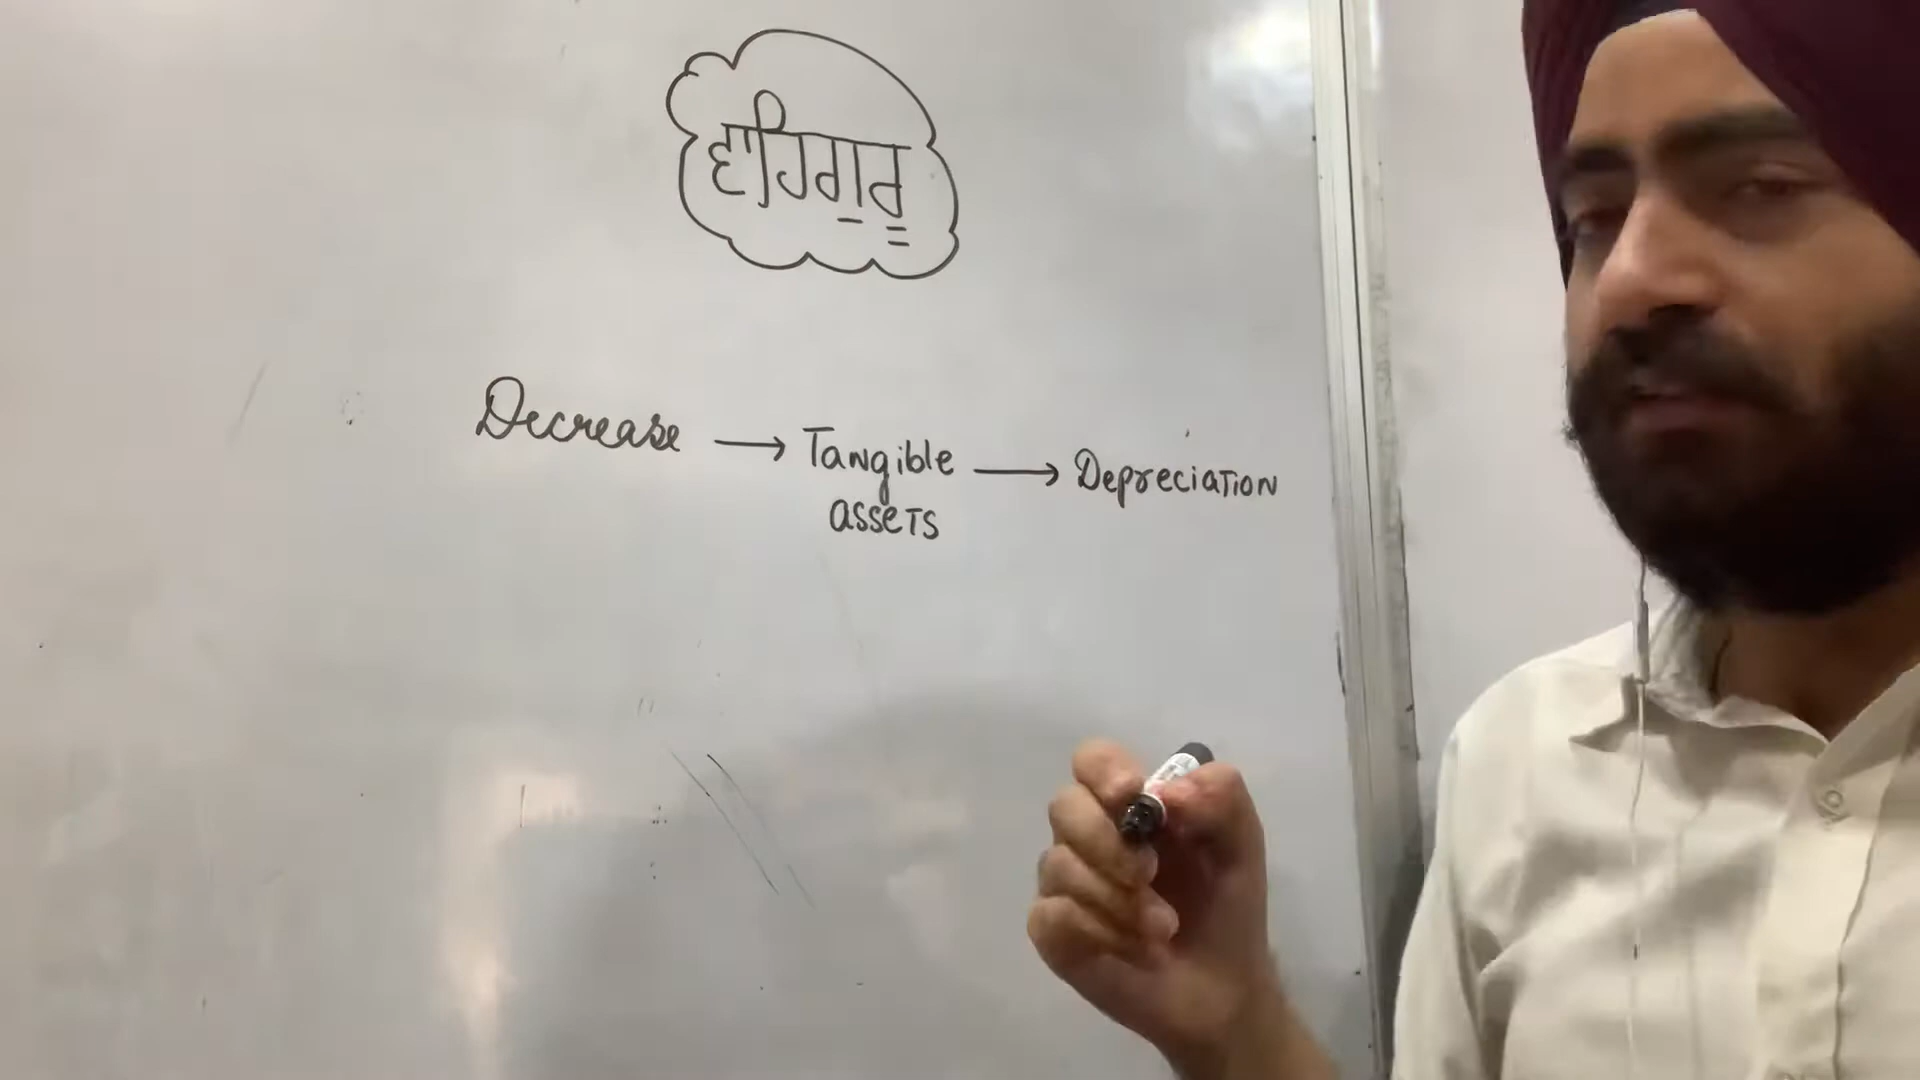 ਵਾਹਿਗੁਰੂ
Decrease → Tangible → Depreciation
assets